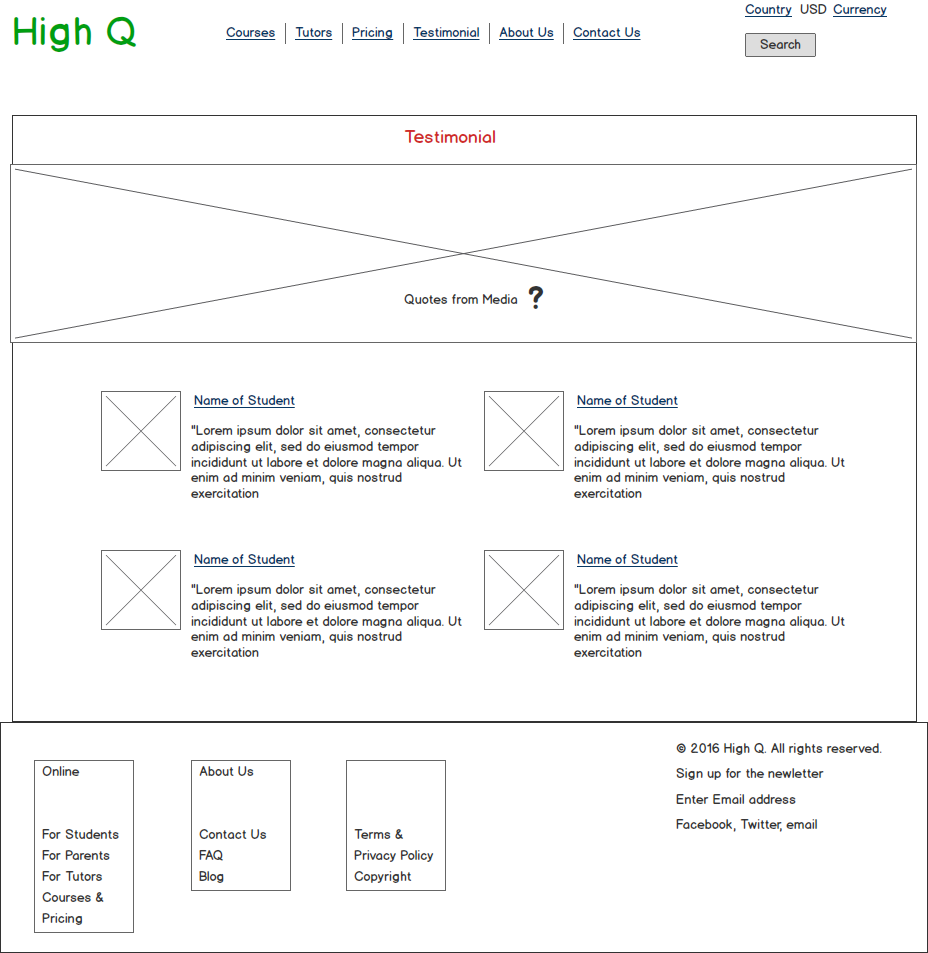 High Q
Courses Tutors Pricing Testimonial About Us Contact Us
Country USD Currency
Search
Testimonial
Quotes from Media ?
Name of Student
"Lorem ipsum dolor sit amet, consectetur
adipiscing elit, sed do eiusmod tempor
incididunt ut labore et dolore magna aliqua. Ut
enim ad minim veniam, quis nostrud
exercitation
Name of Student
"Lorem ipsum dolor sit amet, consectetur
adipiscing elit, sed do eiusmod tempor
incididunt ut labore et dolore magna aliqua. Ut
enim ad minim veniam, quis nostrud
exercitation
Name of Student
"Lorem ipsum dolor sit amet, consectetur
adipiscing elit, sed do eiusmod tempor
incididunt ut labore et dolore magna aliqua. Ut
enim ad minim veniam, quis nostrud
exercitation
Name of Student
"Lorem ipsum dolor sit amet, consectetur
adipiscing elit, sed do eiusmod tempor
incididunt ut labore et dolore magna aliqua. Ut
enim ad minim veniam, quis nostrud
exercitation
Online
For Students
For Parents
For Tutors
Courses &
Pricing
About Us
Contact Us
FAQ
Blog
Terms &
Privacy Policy
Copyright
© 2016 High Q. All rights reserved.
Sign up for the newletter
Enter Email address
Facebook, Twitter, email